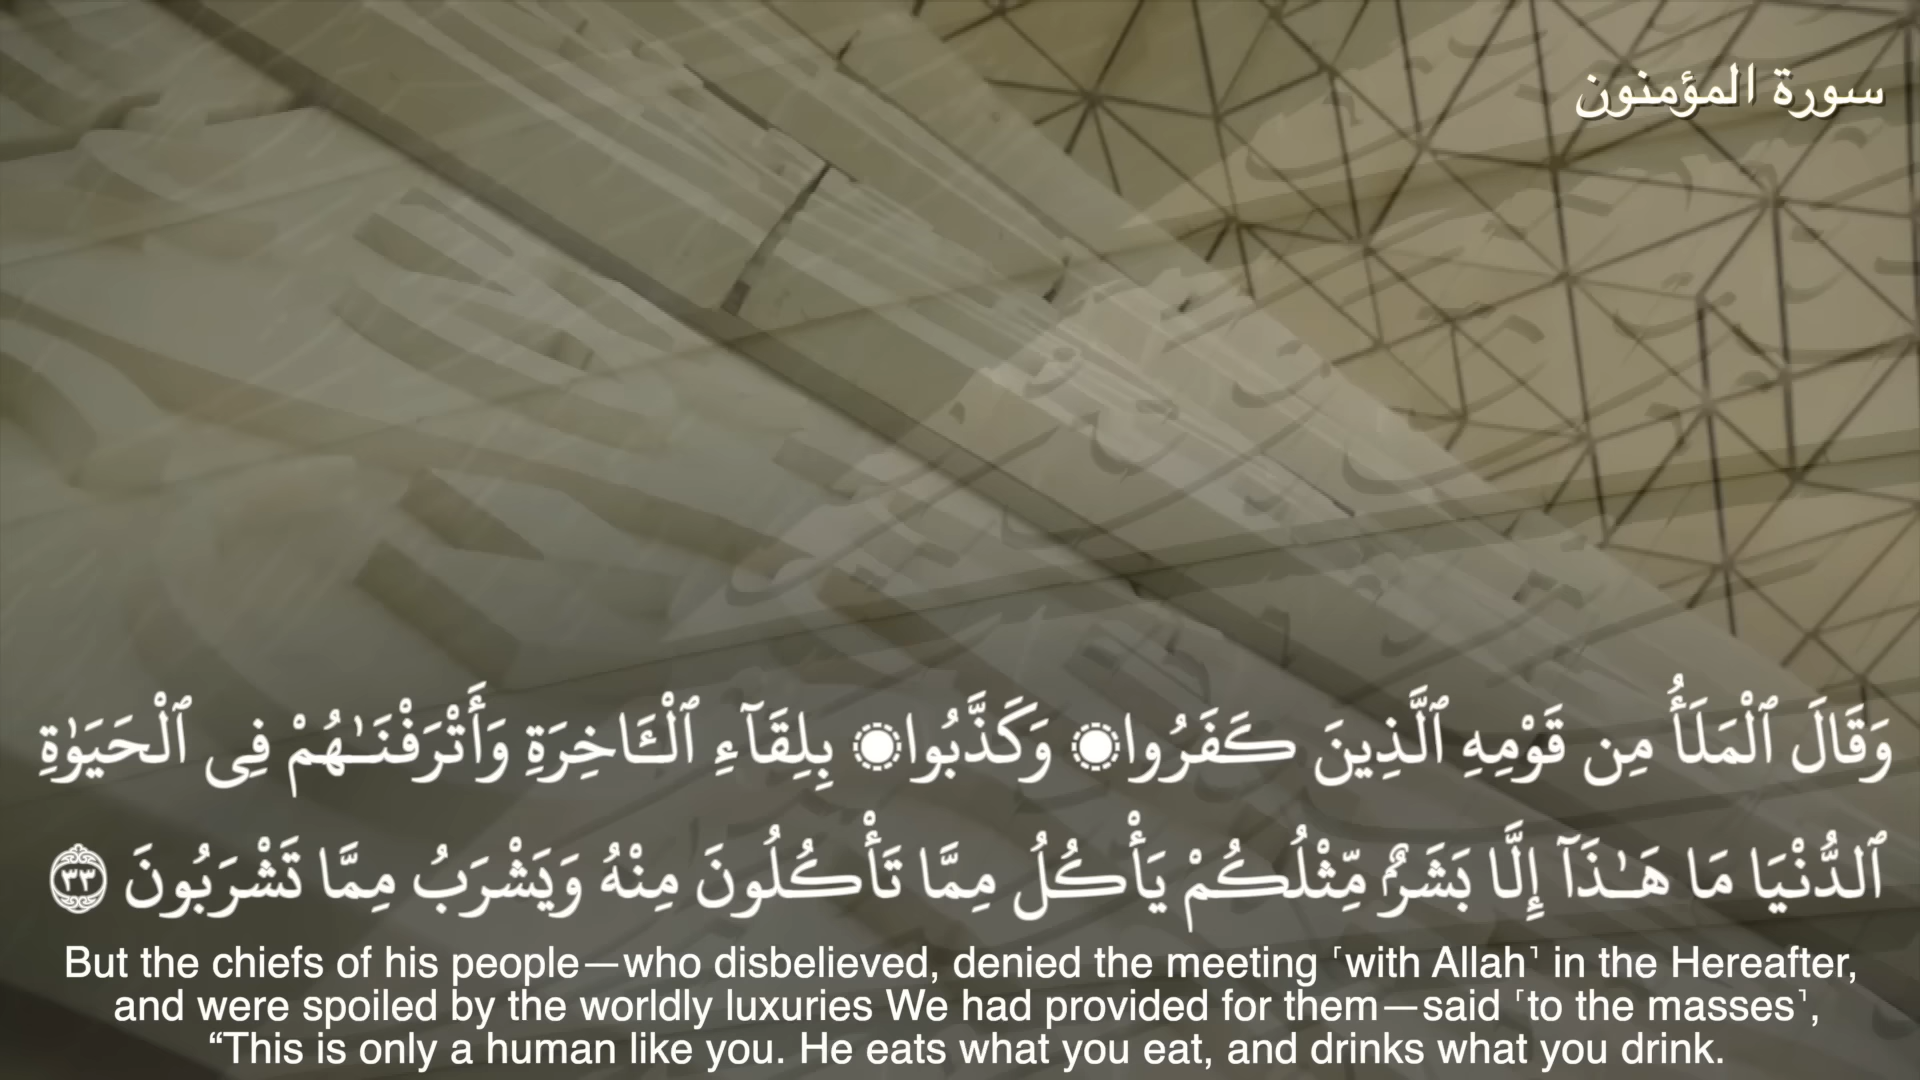 سورة المؤمنون
وَقَالَ ٱلْمَلَأُ مِن قَوْمِهِ ٱلَّذِينَ كَفَرُوا۟ وَكَذَّبُوا۟ بِلِقَآءِ ٱلْـَٔاخِرَةِ وَأَتْرَفْنَـٰهُمْ فِى ٱلْحَيَوٰةِ
ٱلدُّنْيَا مَا هَـٰذَآ إِلَّا بَشَرٌ مِّثْلُكُمْ يَأْكُلُ مِمَّا تَأْكُلُونَ مِنْهُ وَيَشْرَبُ مِمَّا تَشْرَبُونَ ٣٣
But the chiefs of his people—who disbelieved, denied the meeting ˹with Allah˺ in the Hereafter,
and were spoiled by the worldly luxuries We had provided for them—said ˹to the masses˺,
“This is only a human like you. He eats what you eat, and drinks what you drink.